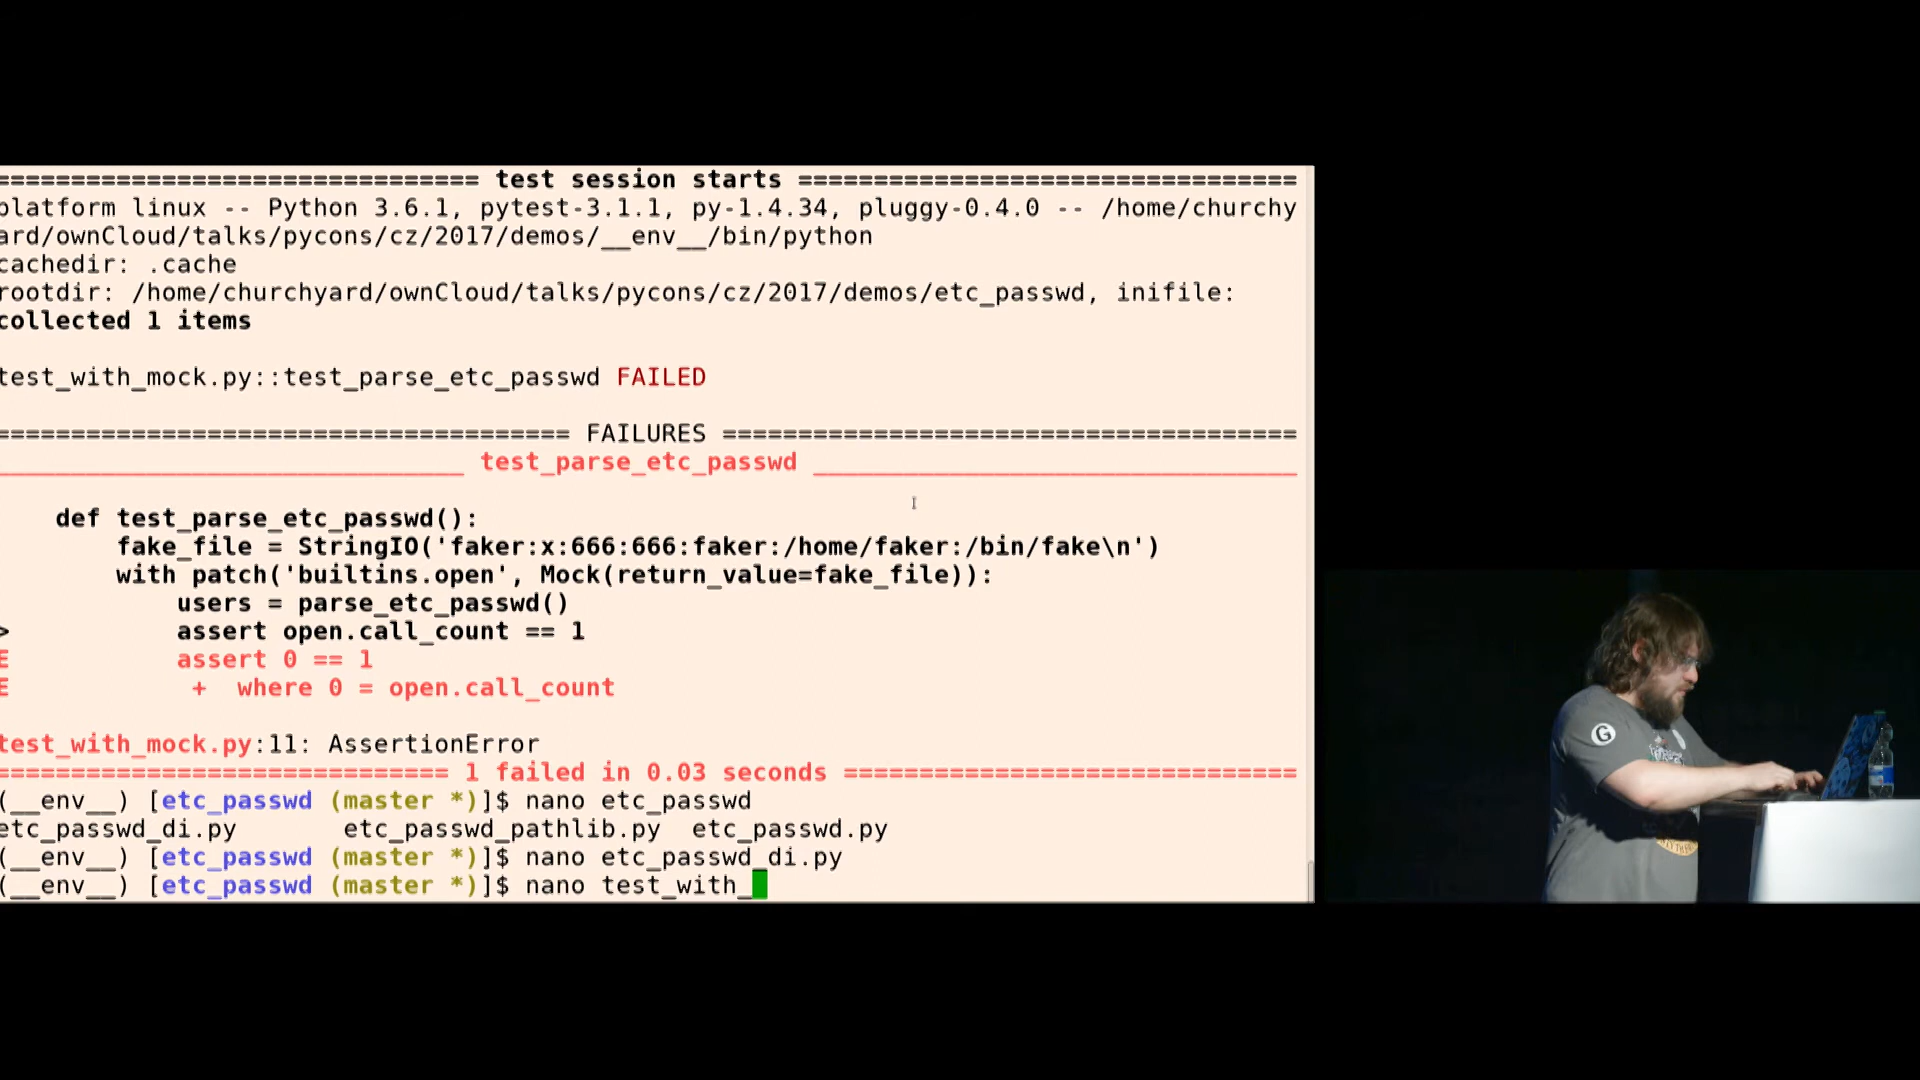 =============================== test session starts =================================
platform linux -- Python 3.6.1, pytest-3.1.1, py-1.4.34, pluggy-0.4.0 -- /home/churchy
ard/ownCloud/talks/pycons/cz/2017/demos/__env__/bin/python
cachedir: .cache
rootdir: /home/churchyard/ownCloud/talks/pycons/cz/2017/demos/etc_passwd, inifile:
collected 1 items
test_with_mock.py::test_parse_etc_passwd FAILED
===================================== FAILURES ======================================
______________________________ test_parse_etc_passwd ________________________________
def test_parse_etc_passwd():
fake_file = StringIO('faker:x:666:666:faker:/home/faker:/bin/fake\n')
with patch('builtins.open', Mock(return_value=fake_file)):
users = parse_etc_passwd()
> assert open.call_count == 1
E assert 0 == 1
E + where 0 = open.call_count
test_with_mock.py:11: AssertionError
============================= 1 failed in 0.03 seconds ==============================
(__env__) [etc_passwd (master *)]$ nano etc_passwd
etc_passwd_di.py etc_passwd_pathlib.py etc_passwd.py
(__env__) [etc_passwd (master *)]$ nano etc_passwd_di.py
(__env__) [etc_passwd (master *)]$ nano test_with_
G